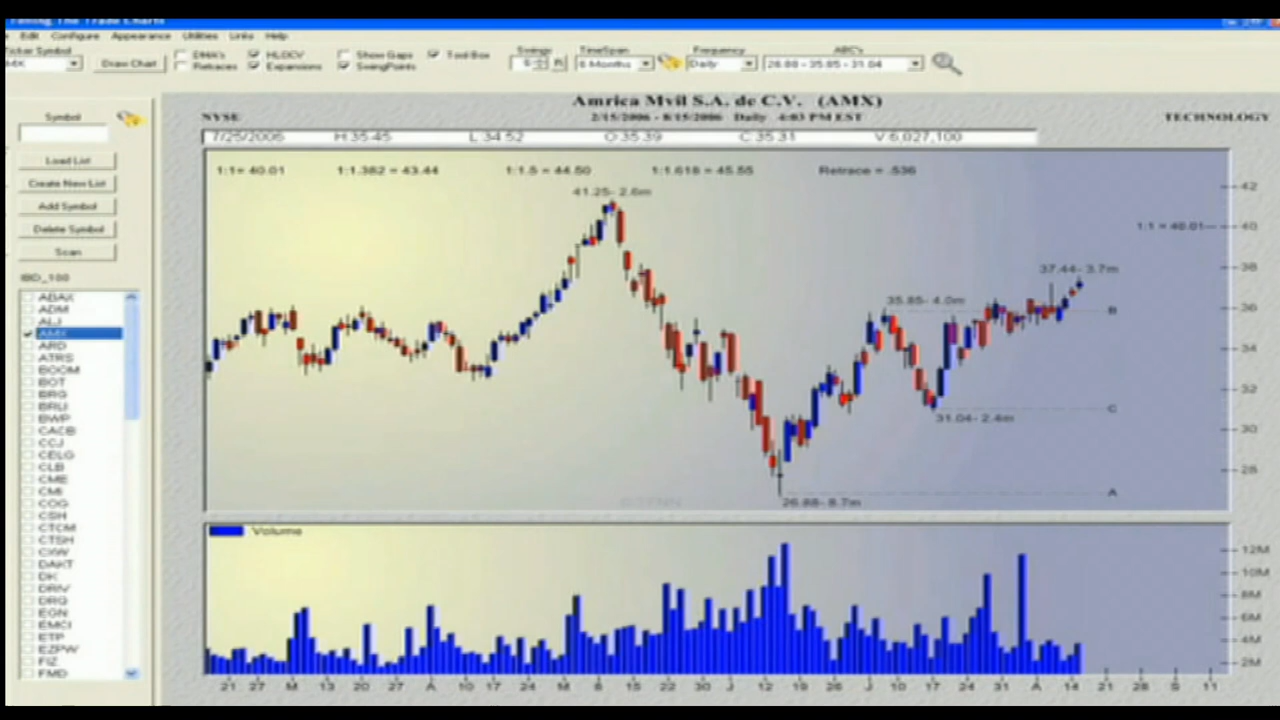 Timing The Trade Charts
Edit Configure Appearance Utilities Links Help
Ticker Symbol
AMX
Draw Chart
DMA's
Retraces
HLOCV
Expansions
Show Gaps
SwingPoints
Tool Box
Swings
TimeSpan
6 Months
Frequency
Daily
ABC's
26.88 - 35.85 - 31.04
Symbol
Load List
Create New List
Add Symbol
Delete Symbol
Scan
IBD_100
ABAX
ADM
ALJ
AMX
ARD
ATRS
BOOM
BOT
BRG
BRLI
BWP
CACB
CCJ
CELG
CLB
CME
CMI
COG
CSH
CTCM
CTSH
CXW
DAKT
DK
DRIV
DRQ
EGN
EMCI
ETP
EZPW
FIZ
FMD
Amrica Mvil S.A. de C.V. (AMX)
NYSE
2/15/2006 - 8/15/2006 Daily 4:03 PM EST
TECHNOLOGY
7/25/2006 H:35.45 L:34.52 O:35.39 C:35.31 V:6,027,100
1:1= 40.01 1:1.382 = 43.44 1:1.5 = 44.50 1:1.618 = 45.55 Retrace = .536
41.25- 2.6m
1:1 = 40.01
37.44- 3.7m
35.85- 4.0m
B
C
31.04- 2.4m
A
26.88- 8.7m
42
40
38
36
34
32
30
28
Volume
12M
10M
8M
6M
4M
2M
21 27 M 13 20 27 A 10 17 24 M 8 15 22 30 J 12 19 26 J 10 17 24 31 A 14 21 28 S 11